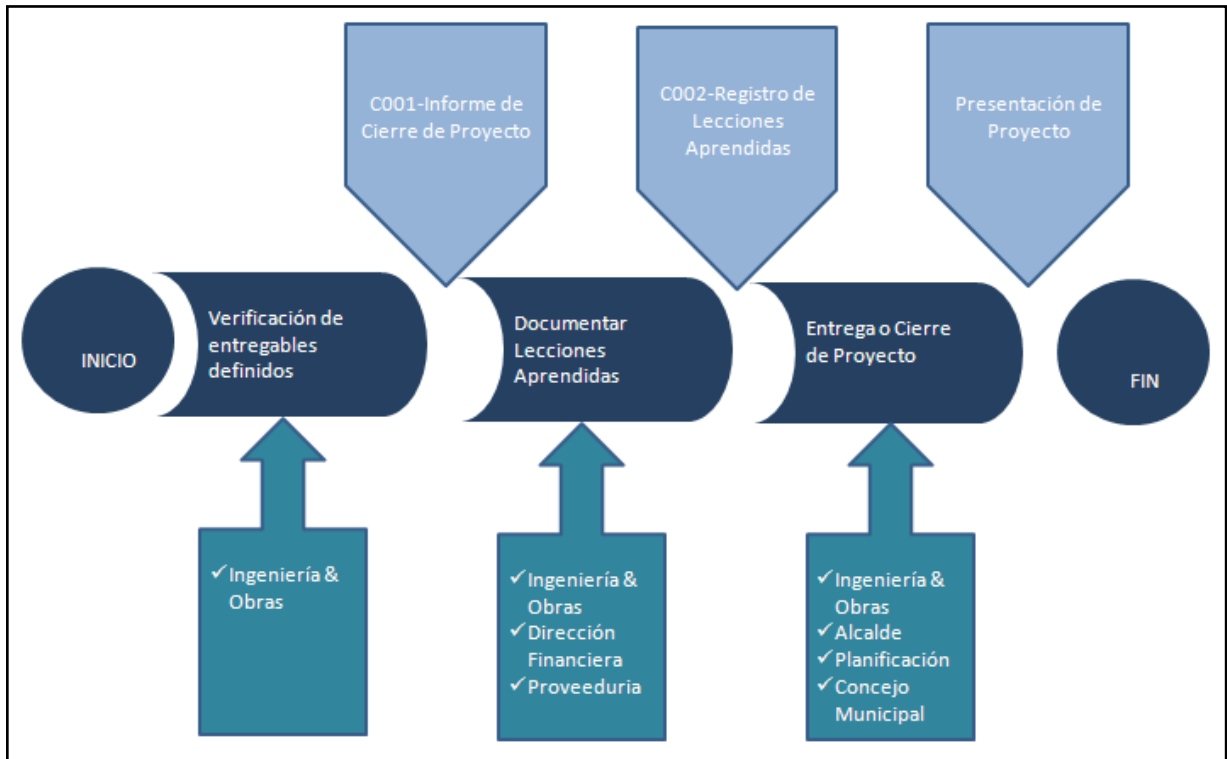 C001-Informe de
Cierre de Proyecto
C002-Registro de
Lecciones
Aprendidas
Presentación de
Proyecto
INICIO
Verificación de
entregables
definidos
Documentar
Lecciones
Aprendidas
Entrega o Cierre
de Proyecto
FIN
✓Ingeniería &
Obras
✓Ingeniería &
Obras
✓Dirección
Financiera
✓Proveeduria
✓Ingeniería &
Obras
✓Alcalde
✓Planificación
✓Concejo
Municipal